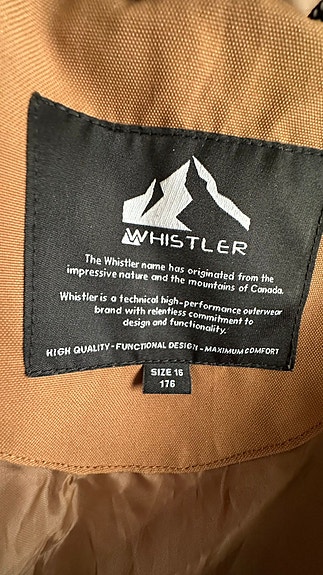 WHISTLER
The Whistler name has originated from the
impressive nature and the mountains of Canada.
Whistler is a technical high-performance outerwear
brand with relentless commitment to
design and functionality.
HIGH QUALITY - FUNCTIONAL DESIGN - MAXIMUM COMFORT
SIZE 16
176